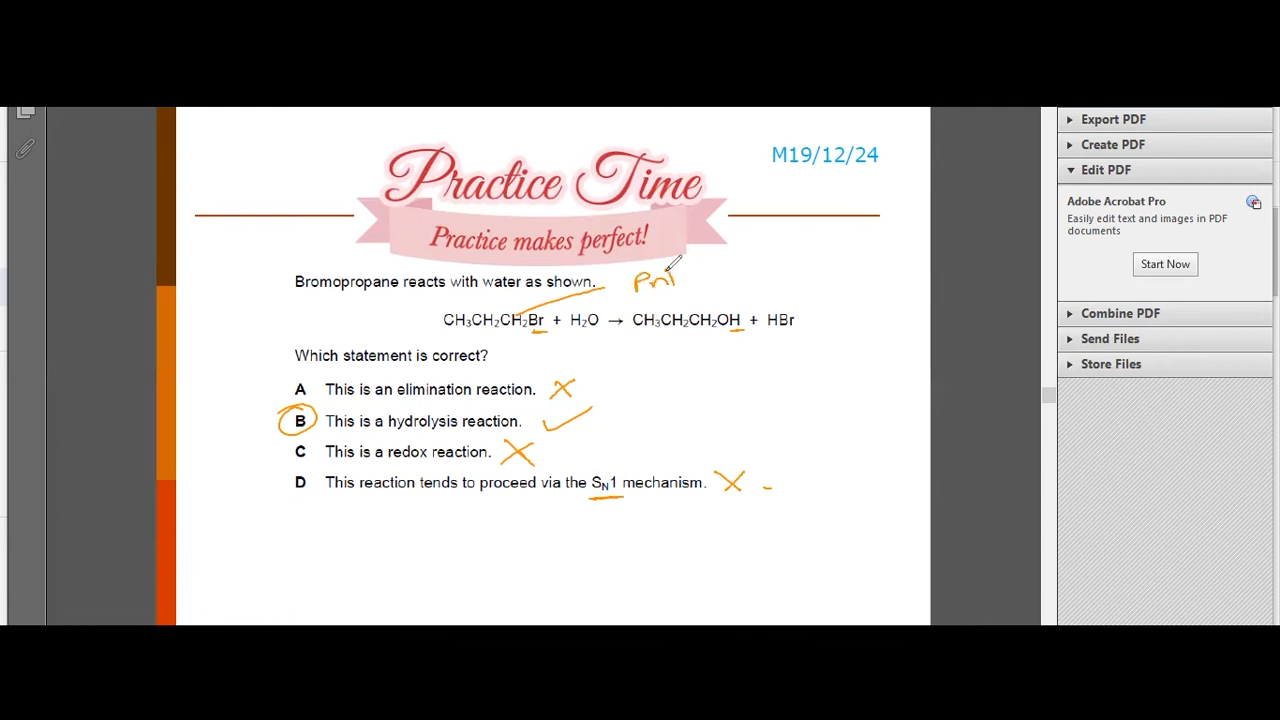 M19/12/24
Practice Time
Practice makes perfect!
Bromopropane reacts with water as shown.
CH₃CH₂CH₂Br + H₂O → CH₃CH₂CH₂OH + HBr
Which statement is correct?
A This is an elimination reaction.
B This is a hydrolysis reaction.
C This is a redox reaction.
D This reaction tends to proceed via the Sₙ1 mechanism.
Export PDF
Create PDF
Edit PDF
Adobe Acrobat Pro
Easily edit text and images in PDF
documents
Start Now
Combine PDF
Send Files
Store Files